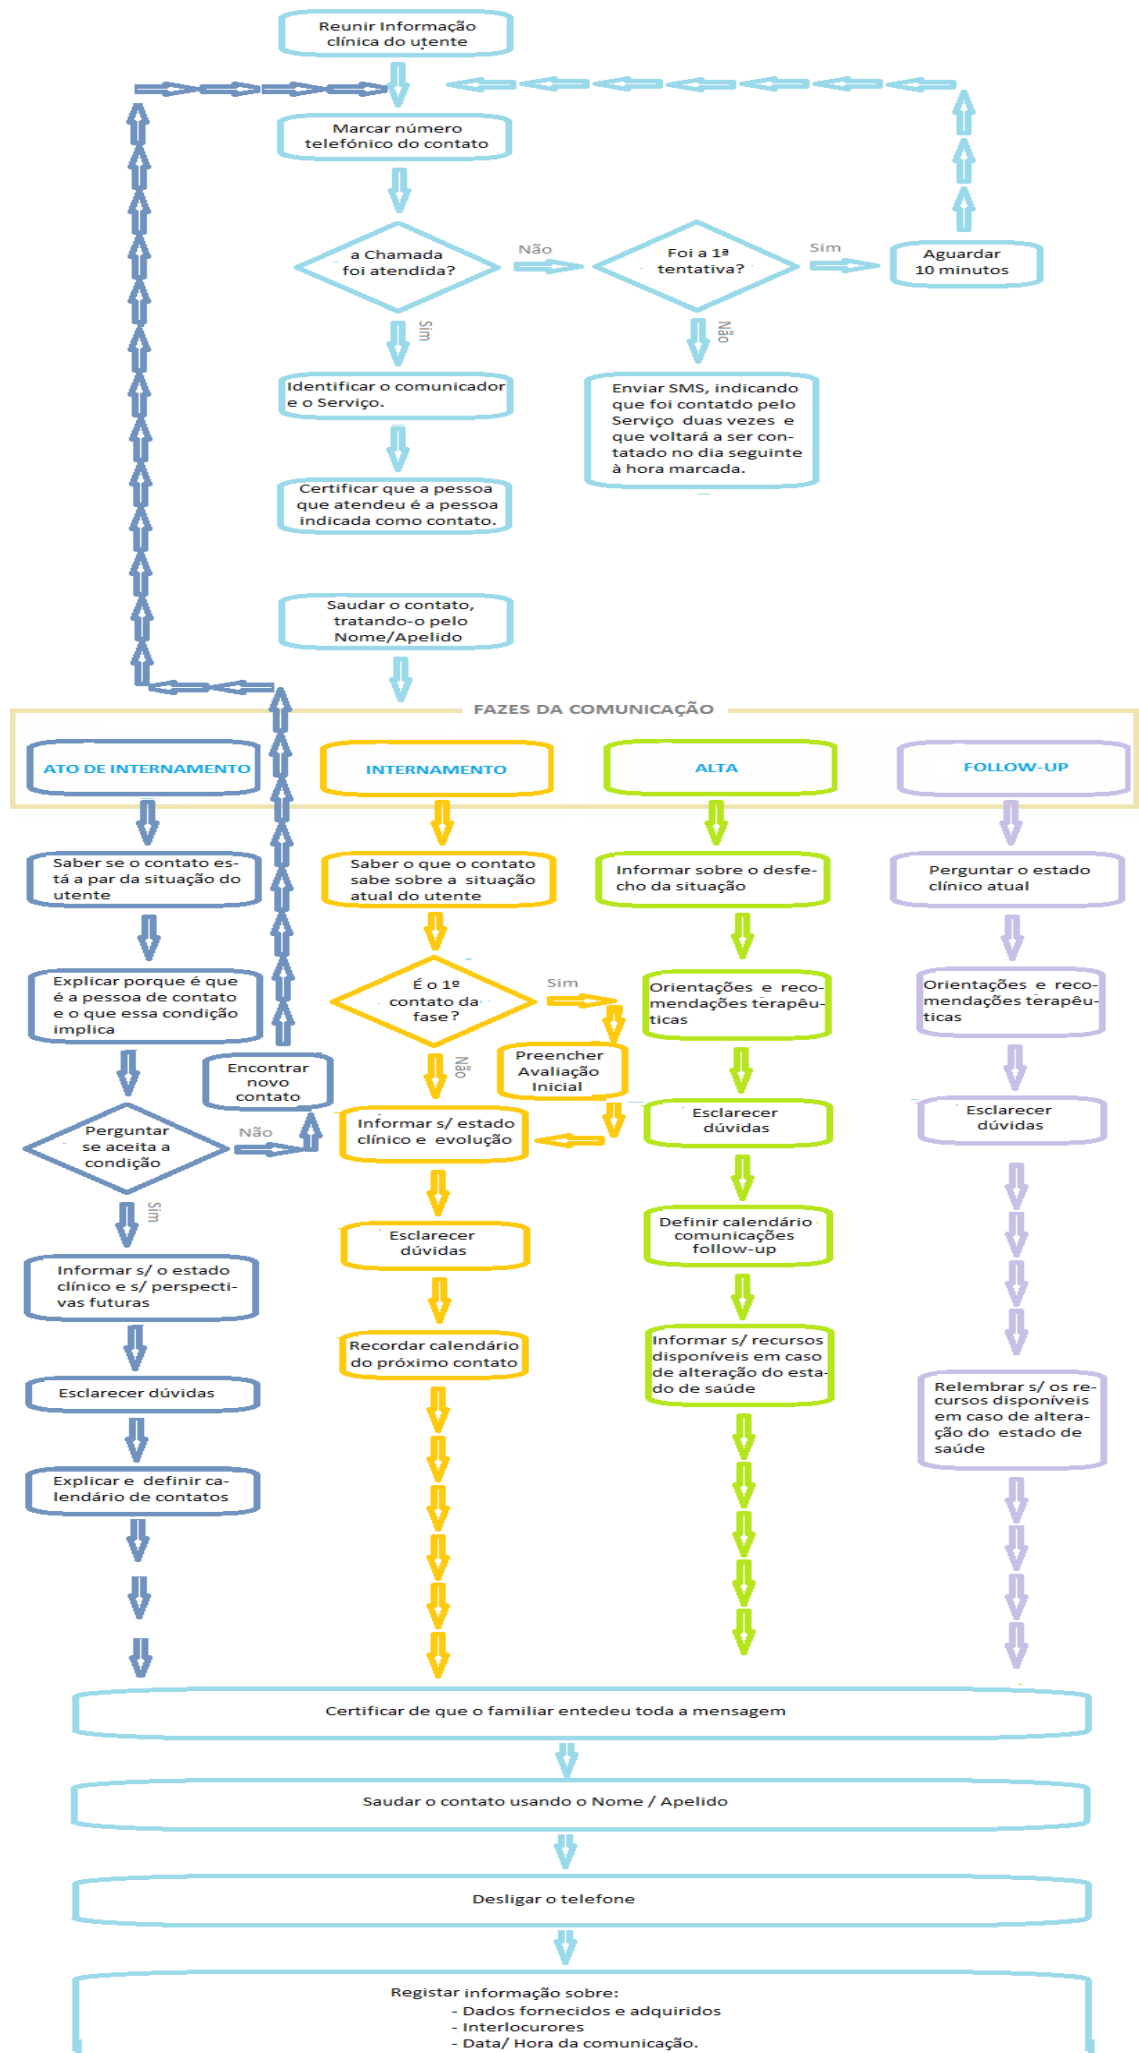 Reunir Informação
clínica do utente
Marcar número
telefónico do contato
a Chamada
foi atendida?
Não
Foi a 1ª
tentativa?
Sim
Aguardar
10 minutos
Sim
Não
Identificar o comunicador
e o Serviço.
Enviar SMS, indicando
que foi contatdo pelo
Serviço duas vezes e
que voltará a ser con-
tatado no dia seguinte
à hora marcada.
Certificar que a pessoa
que atendeu é a pessoa
indicada como contato.
Saudar o contato,
tratando-o pelo
Nome/Apelido
FAZES DA COMUNICAÇÃO
ATO DE INTERNAMENTO
INTERNAMENTO
ALTA
FOLLOW-UP
Saber se o contato es-
tá a par da situação do
utente
Explicar porque é que
é a pessoa de contato
e o que essa condição
implica
Encontrar
novo
contato
Perguntar
se aceita a
condição
Não
Sim
Informar s/ o estado
clínico e s/ perspecti-
vas futuras
Esclarecer dúvidas
Explicar e definir ca-
lendário de contatos
Saber o que o contato
sabe sobre a situação
atual do utente
É o 1º
contato da
fase?
Sim
Não
Preencher
Avaliação
Inicial
Informar s/ estado
clínico e evolução
Esclarecer
dúvidas
Recordar calendário
do próximo contato
Informar sobre o desfe-
cho da situação
Orientações e reco-
mendações terapêu-
ticas
Esclarecer
dúvidas
Definir calendário
comunicações
follow-up
Informar s/ recursos
disponíveis em caso
de alteração do esta-
do de saúde
Perguntar o estado
clínico atual
Orientações e reco-
mendações terapêu-
ticas
Esclarecer
dúvidas
Relembrar s/ os re-
cursos disponíveis
em caso de altera-
ção do estado de
saúde
Certificar de que o familiar entedeu toda a mensagem
Saudar o contato usando o Nome / Apelido
Desligar o telefone
Registar informação sobre:
- Dados fornecidos e adquiridos
- Interlocurores
- Data/ Hora da comunicação.